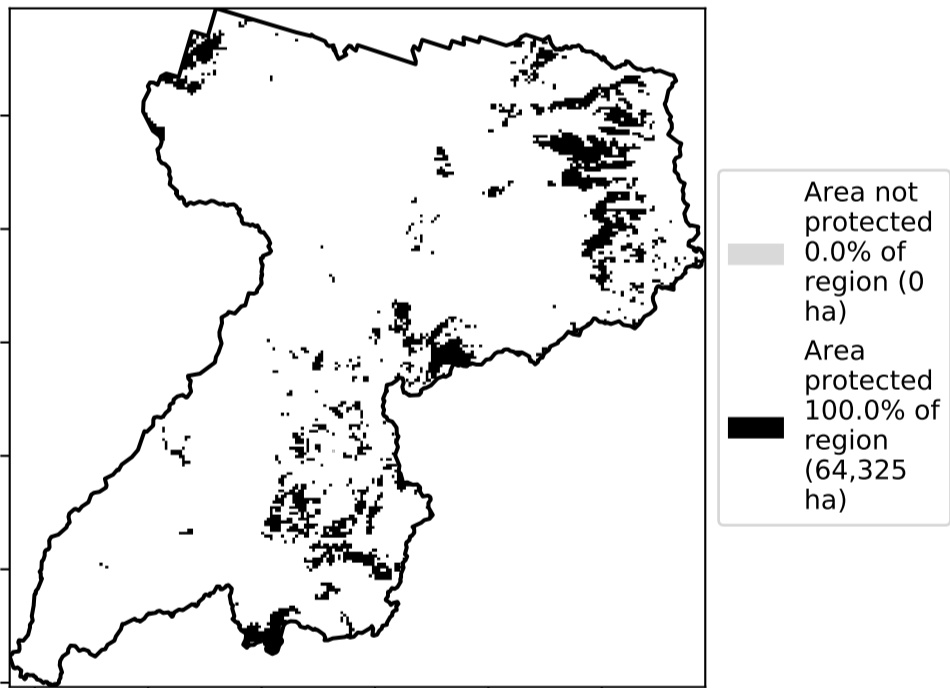 Area not
protected
0.0% of
region (0
ha)
Area
protected
100.0% of
region
(64,325
ha)